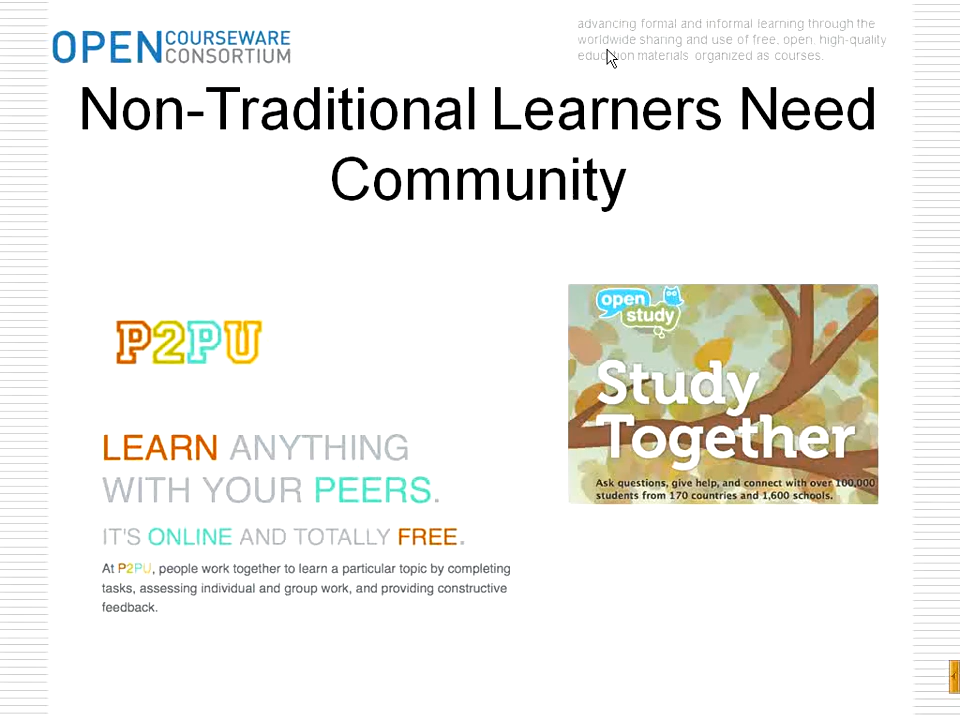 OPEN COURSEWARE CONSORTIUM
advancing formal and informal learning through the
worldwide sharing and use of free, open, high-quality
education materials organized as courses.
Non-Traditional Learners Need
Community
P2PU
LEARN ANYTHING
WITH YOUR PEERS.
IT'S ONLINE AND TOTALLY FREE.
At P2PU, people work together to learn a particular topic by completing
tasks, assessing individual and group work, and providing constructive
feedback.
open
study
Study
Together
Ask questions, give help, and connect with over 100,000
students from 170 countries and 1,600 schools.